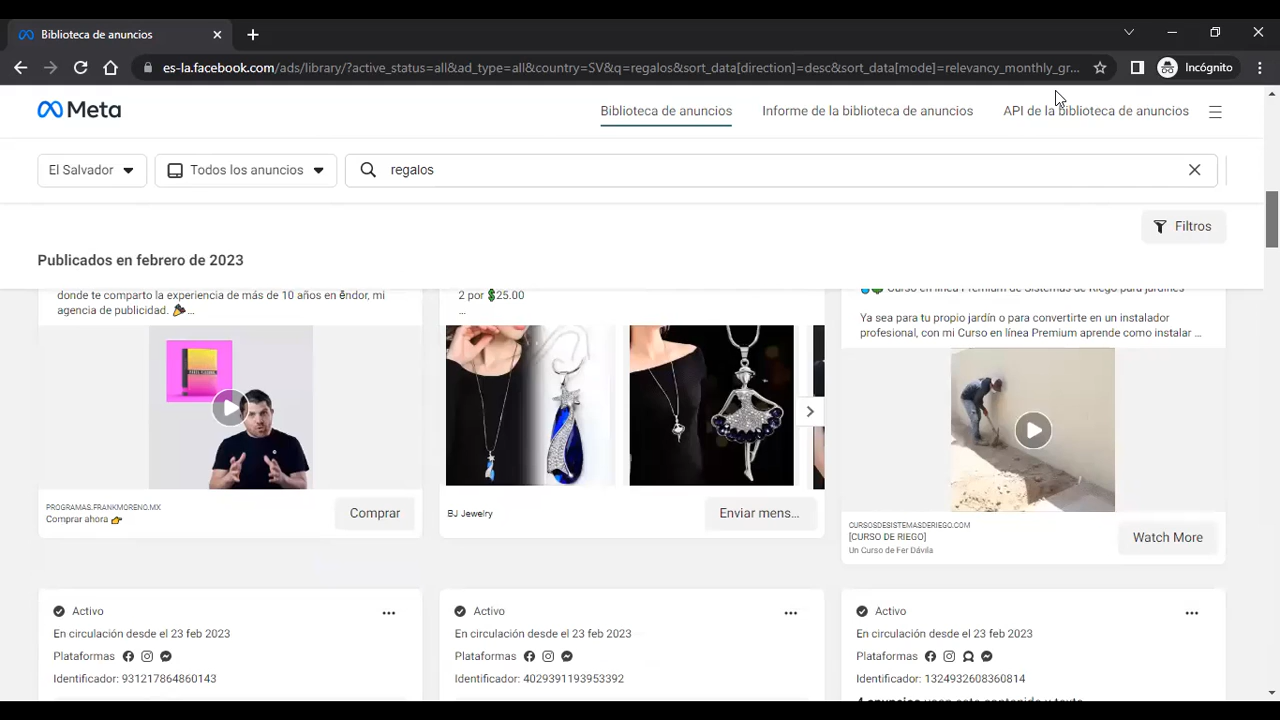 Biblioteca de anuncios
es-la.facebook.com/ads/library/?active_status=all&ad_type=all&country=SV&q=regalos&sort_data[direction]=desc&sort_data[mode]=relevancy_monthly_gr...
Incógnito
Meta
Biblioteca de anuncios
Informe de la biblioteca de anuncios
API de la biblioteca de anuncios
El Salvador
Todos los anuncios
regalos
Filtros
Publicados en febrero de 2023
donde te comparto la experiencia de más de 10 años en ëndor, mi
agencia de publicidad. 🎉...
PROGRAMAS.FRANKMORENO.MX
Comprar ahora 👉
Comprar
2 por 💲25.00
...
BJ Jewelry
Enviar mens...
Curso en línea Premium de Sistemas de Riego para jardines
Ya sea para tu propio jardín o para convertirte en un instalador
profesional, con mi Curso en línea Premium aprende como instalar ...
CURSOSDESISTEMASDERIEGO.COM
[CURSO DE RIEGO]
Un Curso de Fer Dávila
Watch More
Activo
En circulación desde el 23 feb 2023
Plataformas
Identificador: 931217864860143
Activo
En circulación desde el 23 feb 2023
Plataformas
Identificador: 4029391193953392
Activo
En circulación desde el 23 feb 2023
Plataformas
Identificador: 1324932608360814
4 anuncios usan este contenido y texto